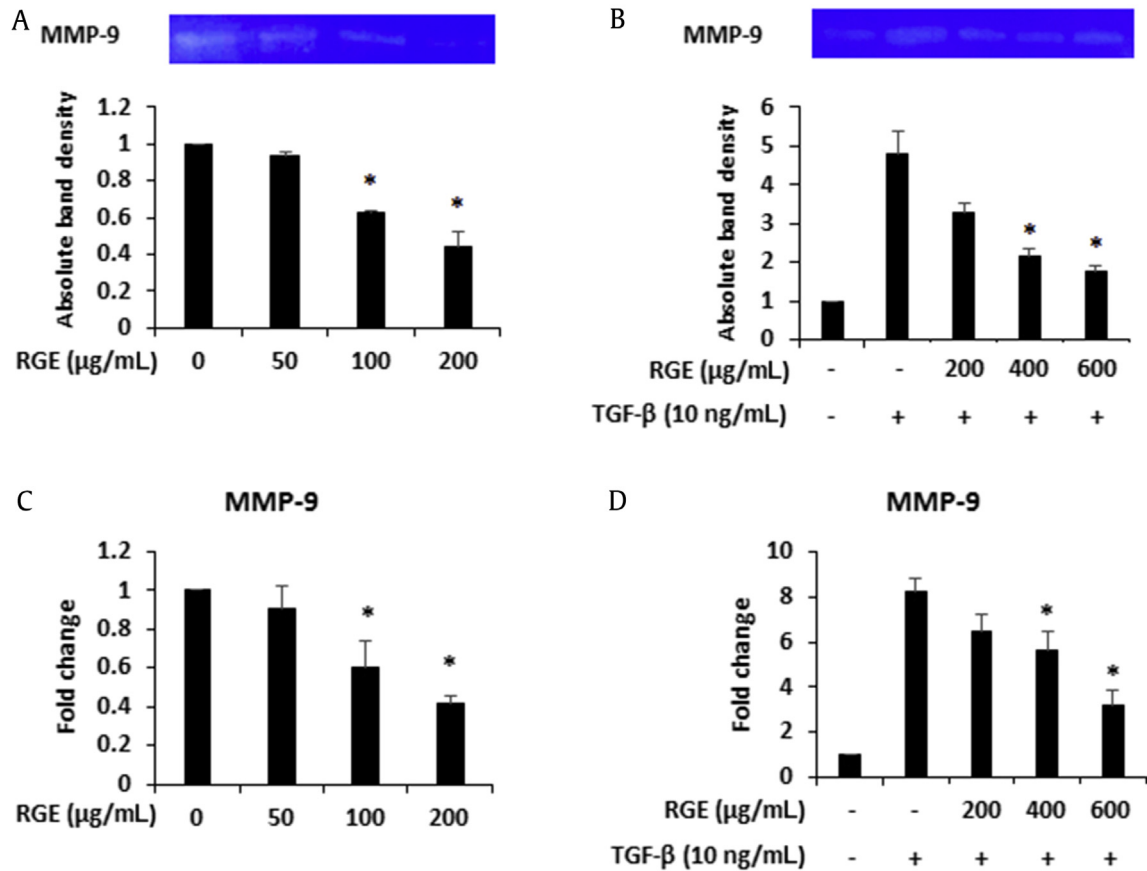 A
MMP-9
Absolute band density
1.2
1
0.8
0.6
0.4
0.2
0
*
*
RGE (µg/mL) 0 50 100 200
B
MMP-9
Absolute band density
6
5
4
3
2
1
0
*
*
RGE (µg/mL) - - 200 400 600
TGF-β (10 ng/mL) - + + + +
C
MMP-9
Fold change
1.2
1
0.8
0.6
0.4
0.2
0
*
*
RGE (µg/mL) 0 50 100 200
D
MMP-9
Fold change
10
8
6
4
2
0
*
*
RGE (µg/mL) - - 200 400 600
TGF-β (10 ng/mL) - + + + +